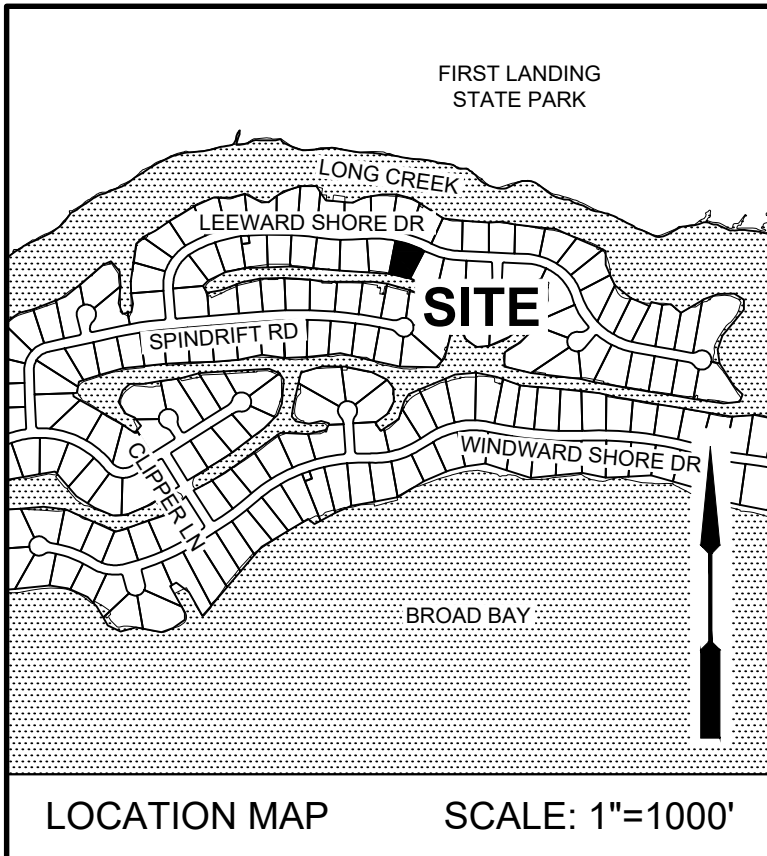 FIRST LANDING
STATE PARK
LONG CREEK
LEEWARD SHORE DR
SITE
SPINDRIFT RD
CLIPPER LN
WINDWARD SHORE DR
BROAD BAY
LOCATION MAP SCALE: 1"=1000'